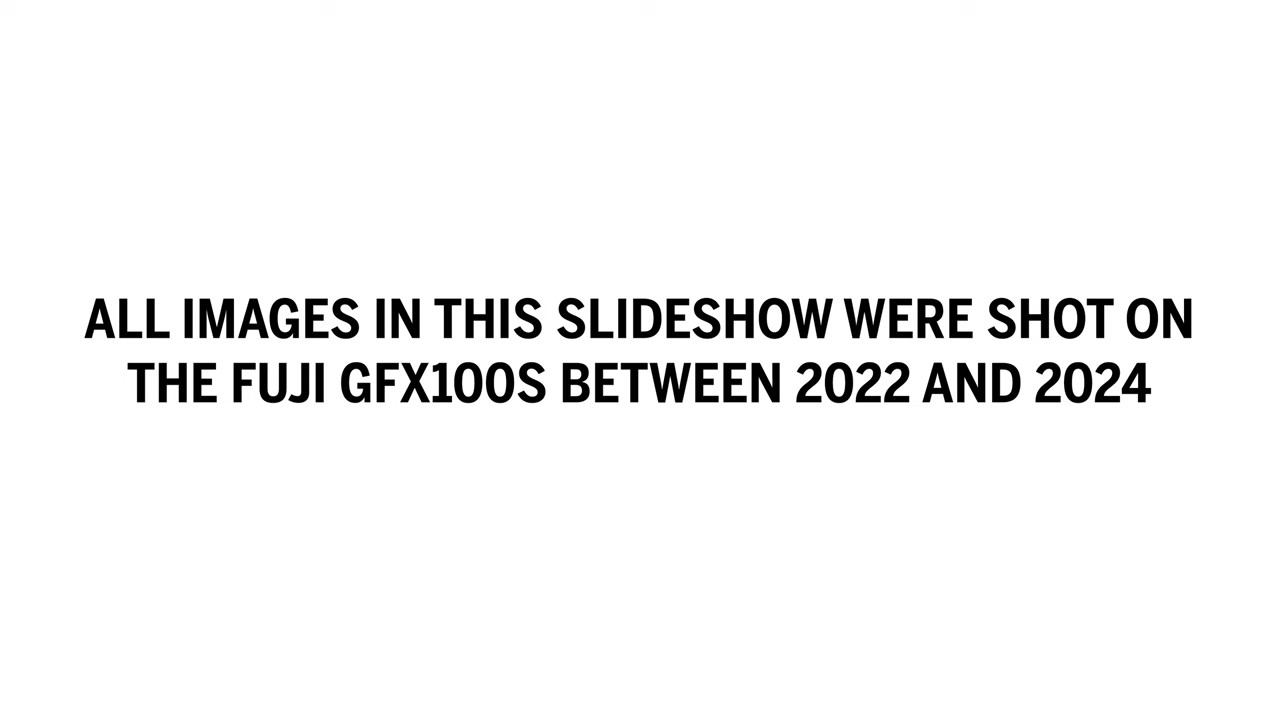 ALL IMAGES IN THIS SLIDESHOW WERE SHOT ON
THE FUJI GFX100S BETWEEN 2022 AND 2024